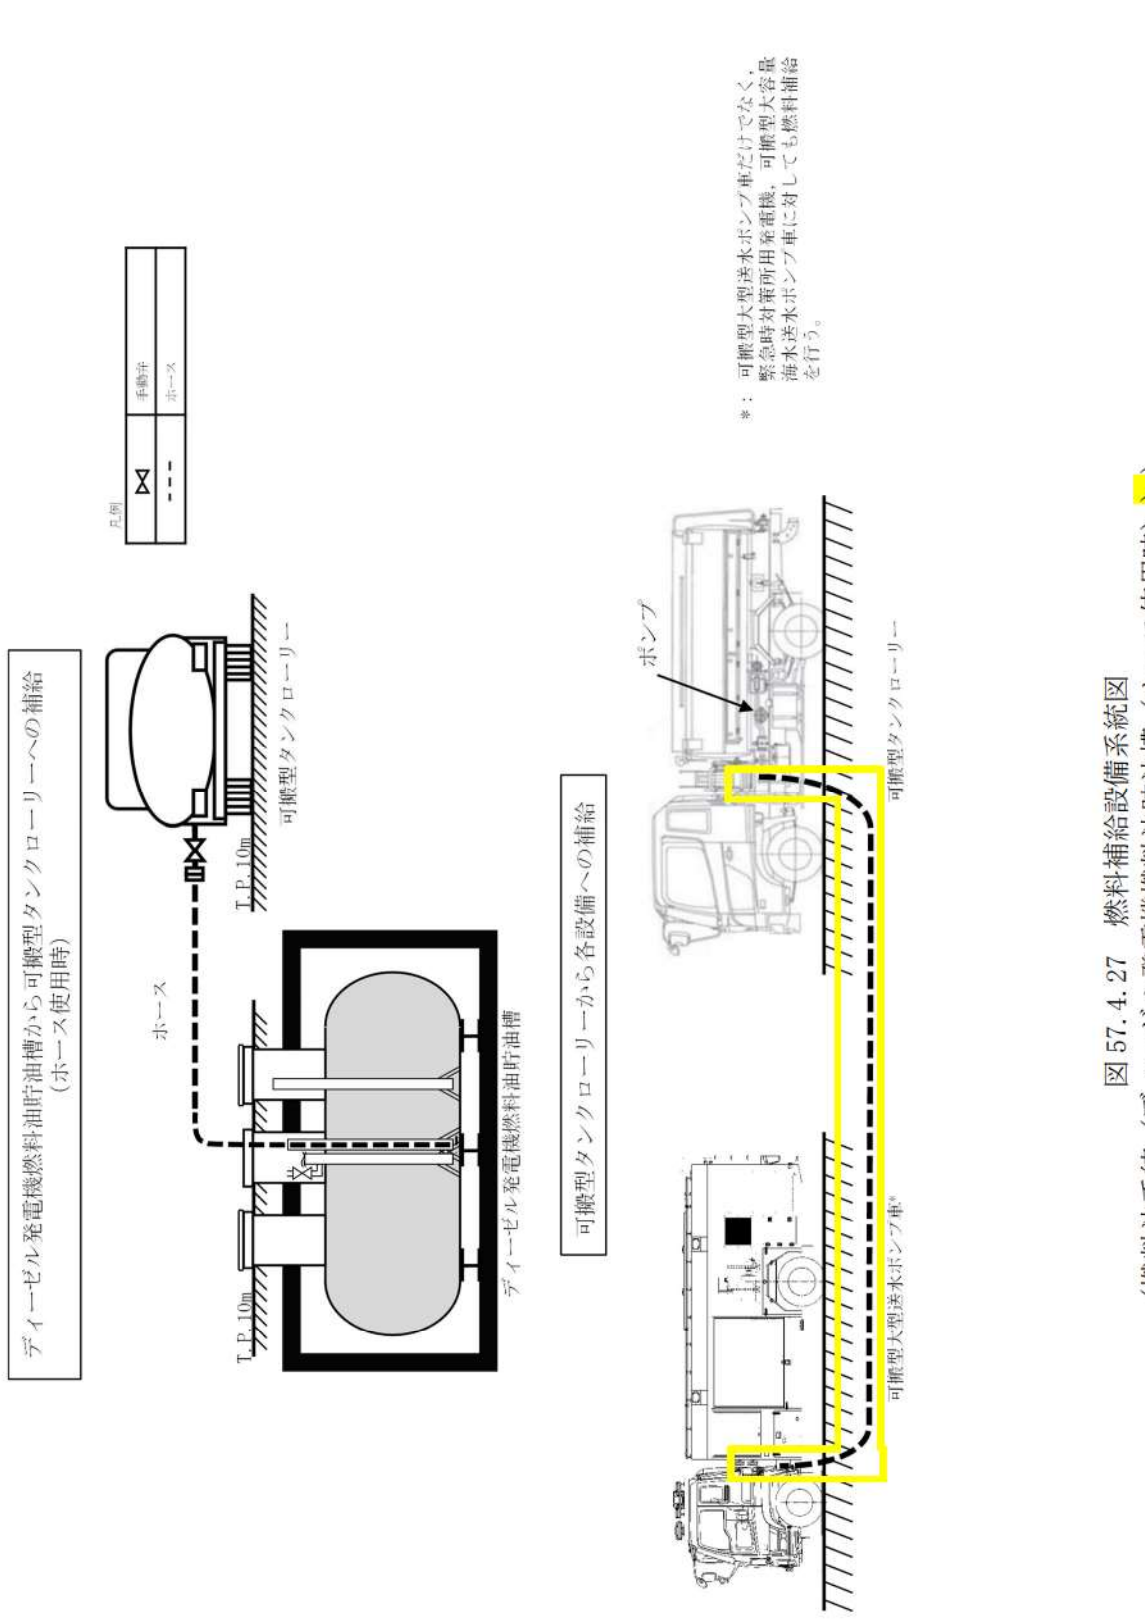 ディーゼル発電機燃料油貯油槽から可搬型タンクローリーへの補給
(ホース使用時)
凡例
手動弁
ホース
ホース
T.P.10m
T.P.10m
可搬型タンクローリー
ディーゼル発電機燃料油貯油槽
可搬型タンクローリーから各設備への補給
ポンプ
可搬型大型送水ポンプ車*
可搬型タンクローリー
*: 可搬型大型送水ポンプ車だけでなく,
緊急時対策所用発電機, 可搬型大容量
海水送水ポンプ車に対しても燃料補給
を行う。
図 57.4.27 燃料補給設備系統図